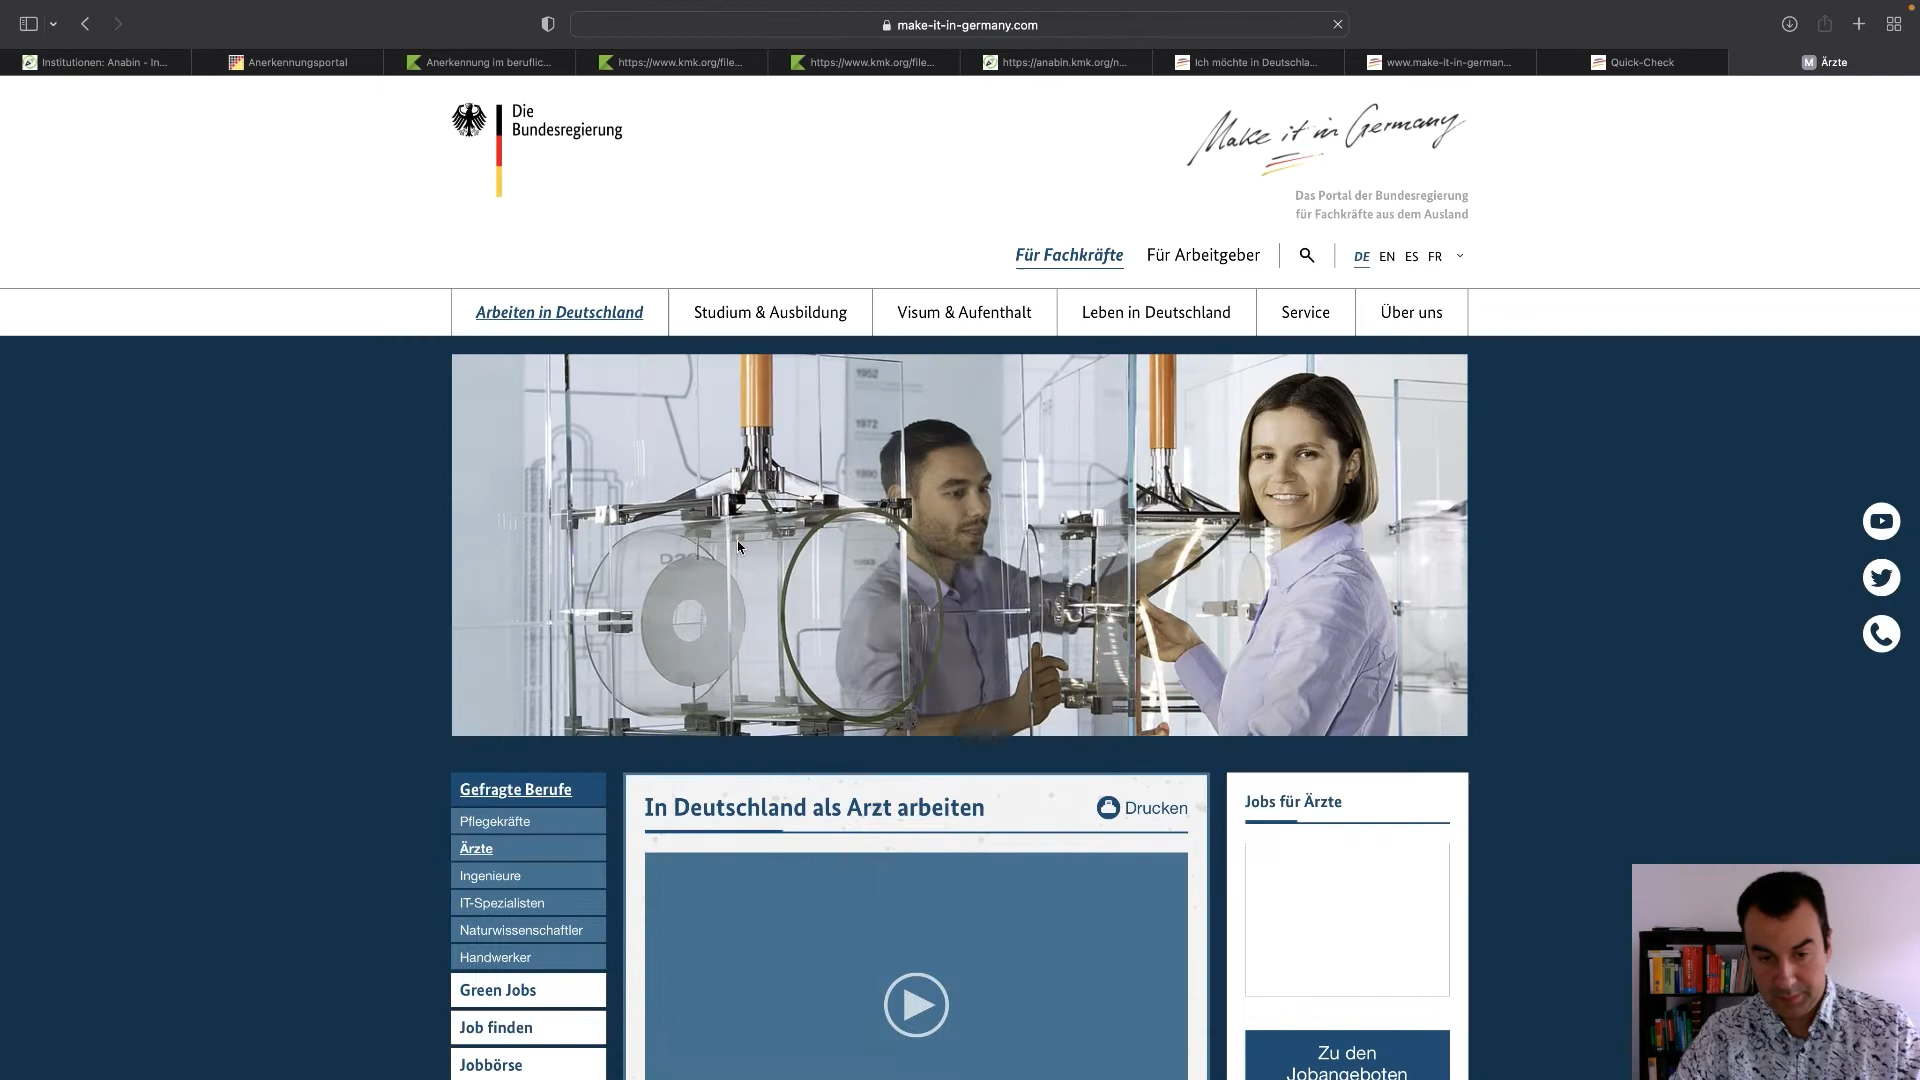 make-it-in-germany.com
Institutionen: Anabin - In...
Anerkennungsportal
Anerkennung im beruflic...
https://www.kmk.org/file...
https://www.kmk.org/file...
https://anabin.kmk.org/n...
Ich möchte in Deutschla...
www.make-it-in-german...
Quick-Check
M Ärzte
Die
Bundesregierung
Make it in Germany
Das Portal der Bundesregierung
für Fachkräfte aus dem Ausland
Für Fachkräfte
Für Arbeitgeber
DE EN ES FR
Arbeiten in Deutschland
Studium & Ausbildung
Visum & Aufenthalt
Leben in Deutschland
Service
Über uns
1952
1972
Gefragte Berufe
Pflegekräfte
Ärzte
Ingenieure
IT-Spezialisten
Naturwissenschaftler
Handwerker
Green Jobs
Job finden
Jobbörse
In Deutschland als Arzt arbeiten
Drucken
Jobs für Ärzte
Zu den
Jobangeboten